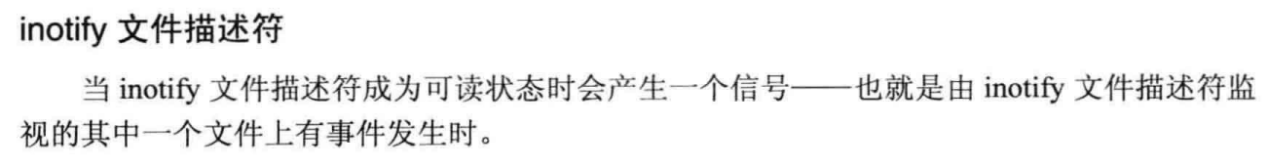 inotify 文件描述符
当 inotify 文件描述符成为可读状态时会产生一个信号——也就是由 inotify 文件描述符监
视的其中一个文件上有事件发生时。